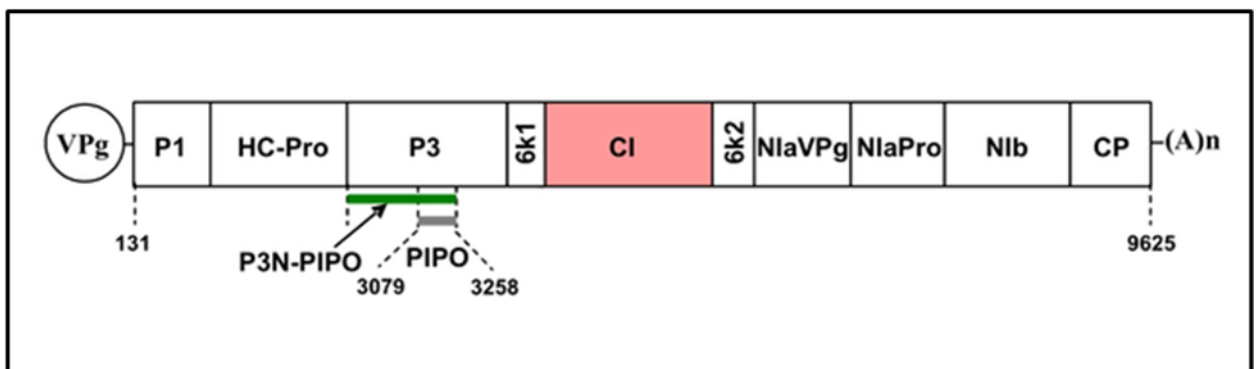 VPg P1 HC-Pro P3 6k1 CI 6k2 NIaVPg NIaPro NIb CP (A)n
131 9625
P3N-PIPO PIPO
3079 3258